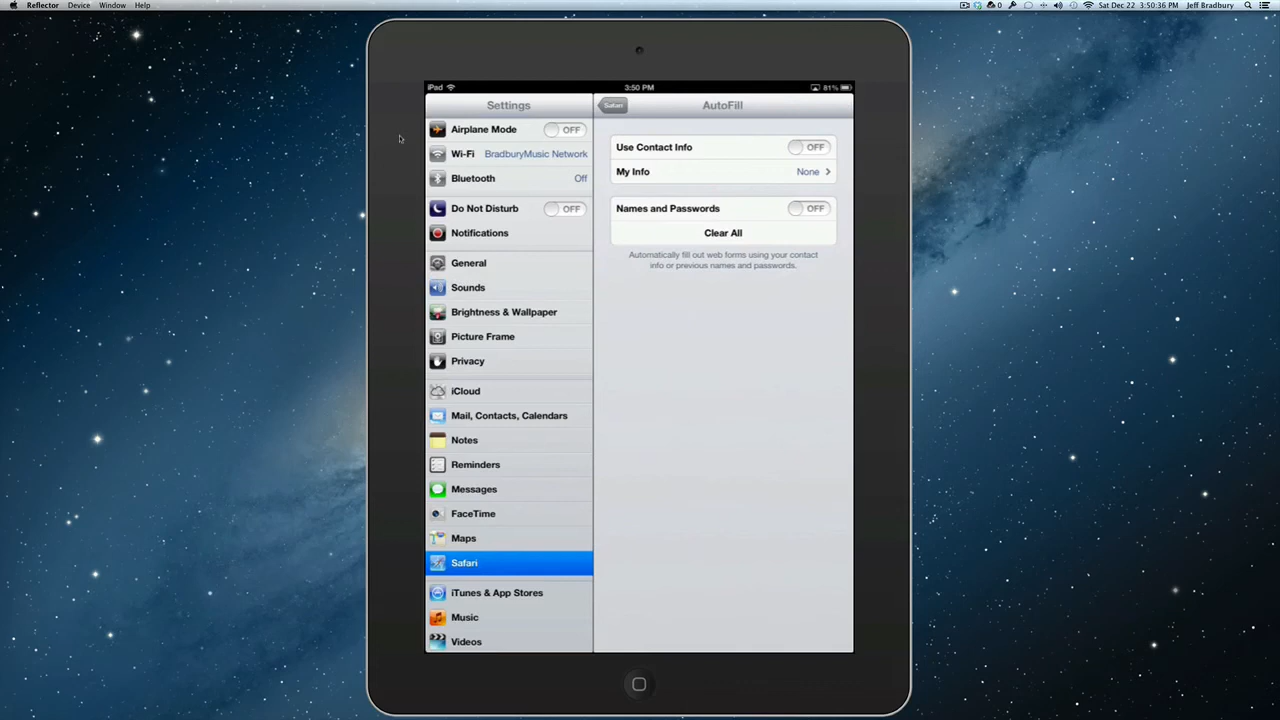 Reflector Device Window Help
0 Sat Dec 22 3:50:36 PM Jeff Bradbury
iPad 3:50 PM 81%
Settings
Airplane Mode OFF
Wi-Fi BradburyMusic Network
Bluetooth Off
Do Not Disturb OFF
Notifications
General
Sounds
Brightness & Wallpaper
Picture Frame
Privacy
iCloud
Mail, Contacts, Calendars
Notes
Reminders
Messages
FaceTime
Maps
Safari
iTunes & App Stores
Music
Videos
Safari AutoFill
Use Contact Info OFF
My Info None
Names and Passwords OFF
Clear All
Automatically fill out web forms using your contact
info or previous names and passwords.